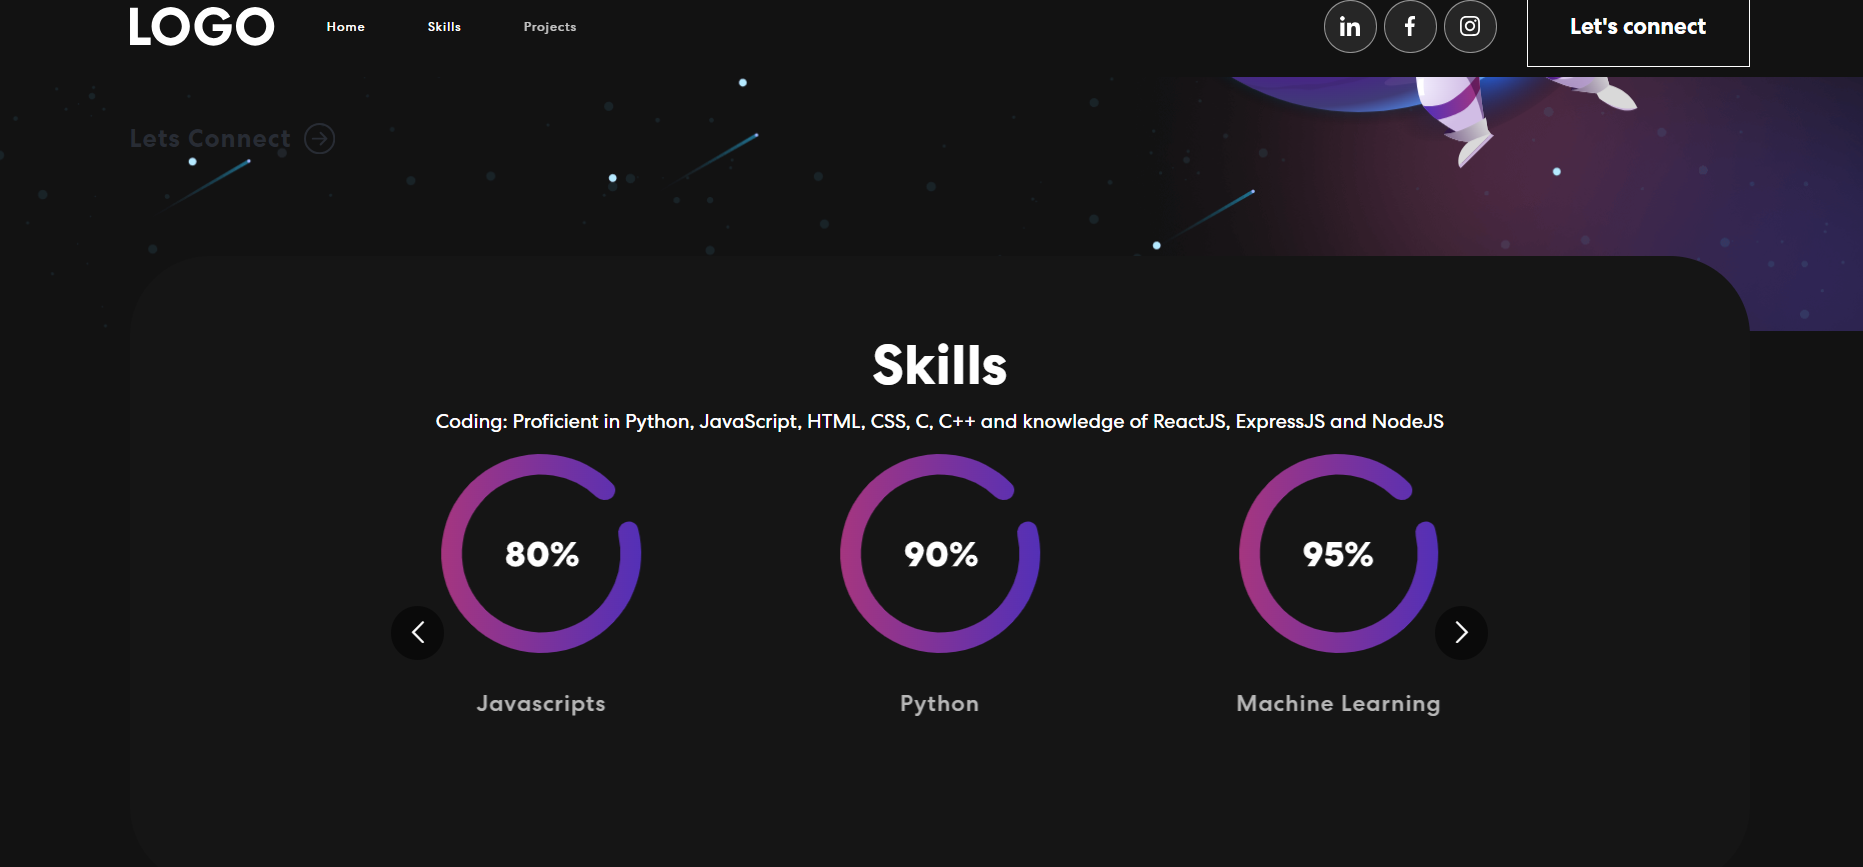 LOGO
Home
Skills
Projects
in
f
Let's connect
Lets Connect
Skills
Coding: Proficient in Python, JavaScript, HTML, CSS, C, C++ and knowledge of ReactJS, ExpressJS and NodeJS
80%
90%
95%
Javascripts
Python
Machine Learning